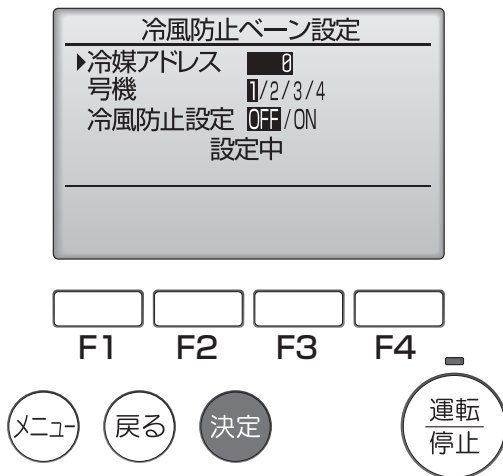 冷風防止ベーン設定
▶冷媒アドレス 0
号機 1/2/3/4
冷風防止設定 OFF/ON
設定中
F1 F2 F3 F4
メニュー 戻る 決定 運転
停止